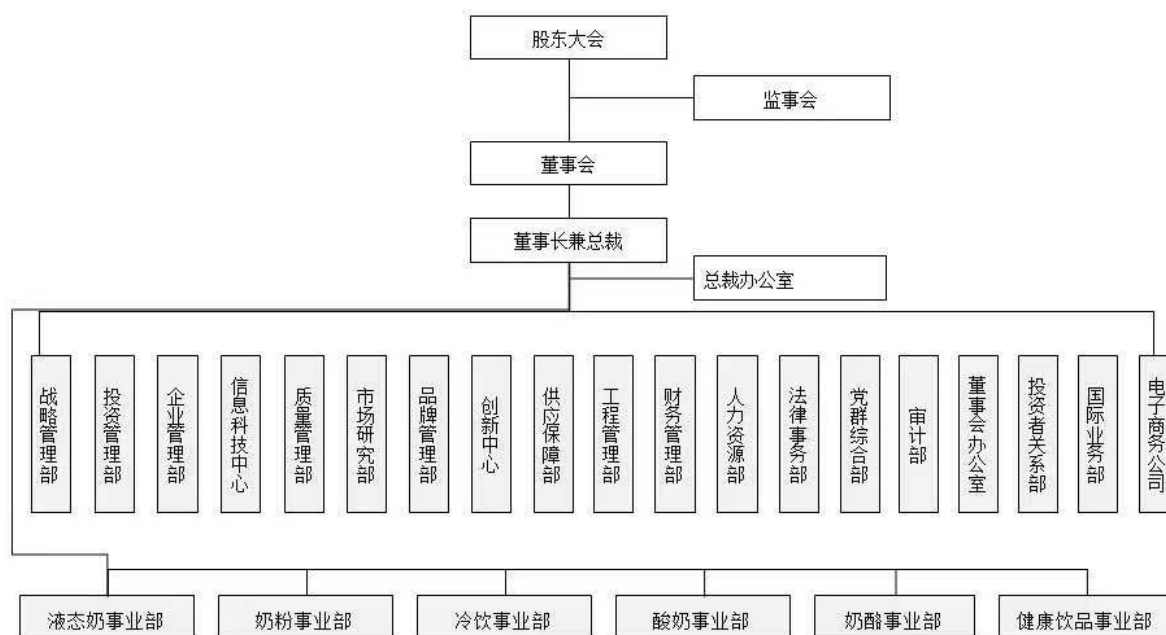 股东大会
监事会
董事会
董事长兼总裁
总裁办公室
战略管理部
投资管理部
企业管理部
信息科技中心
质量管理部
市场研究部
品牌管理部
创新中心
供应保障部
工程管理部
财务管理部
人力资源部
法律事务部
党群综合部
审计部
董事会办公室
投资者关系部
国际业务部
电子商务公司
液态奶事业部
奶粉事业部
冷饮事业部
酸奶事业部
奶酪事业部
健康饮品事业部